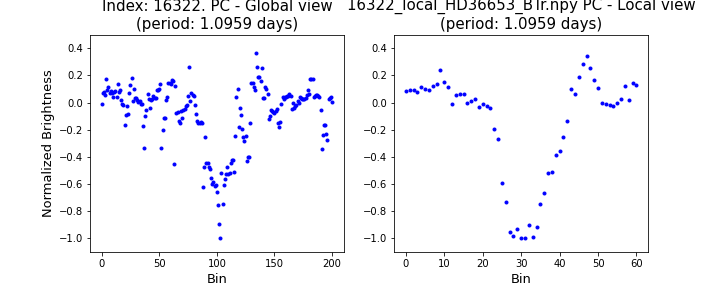 Index: 16322. PC - Global view
(period: 1.0959 days)
16322_local_HD36653_BTr.npy PC - Local view
(period: 1.0959 days)
Normalized Brightness
0.4
0.2
0.0
−0.2
−0.4
−0.6
−0.8
−1.0
0 50 100 150 200
Bin
0.4
0.2
0.0
−0.2
−0.4
−0.6
−0.8
−1.0
0 10 20 30 40 50 60
Bin